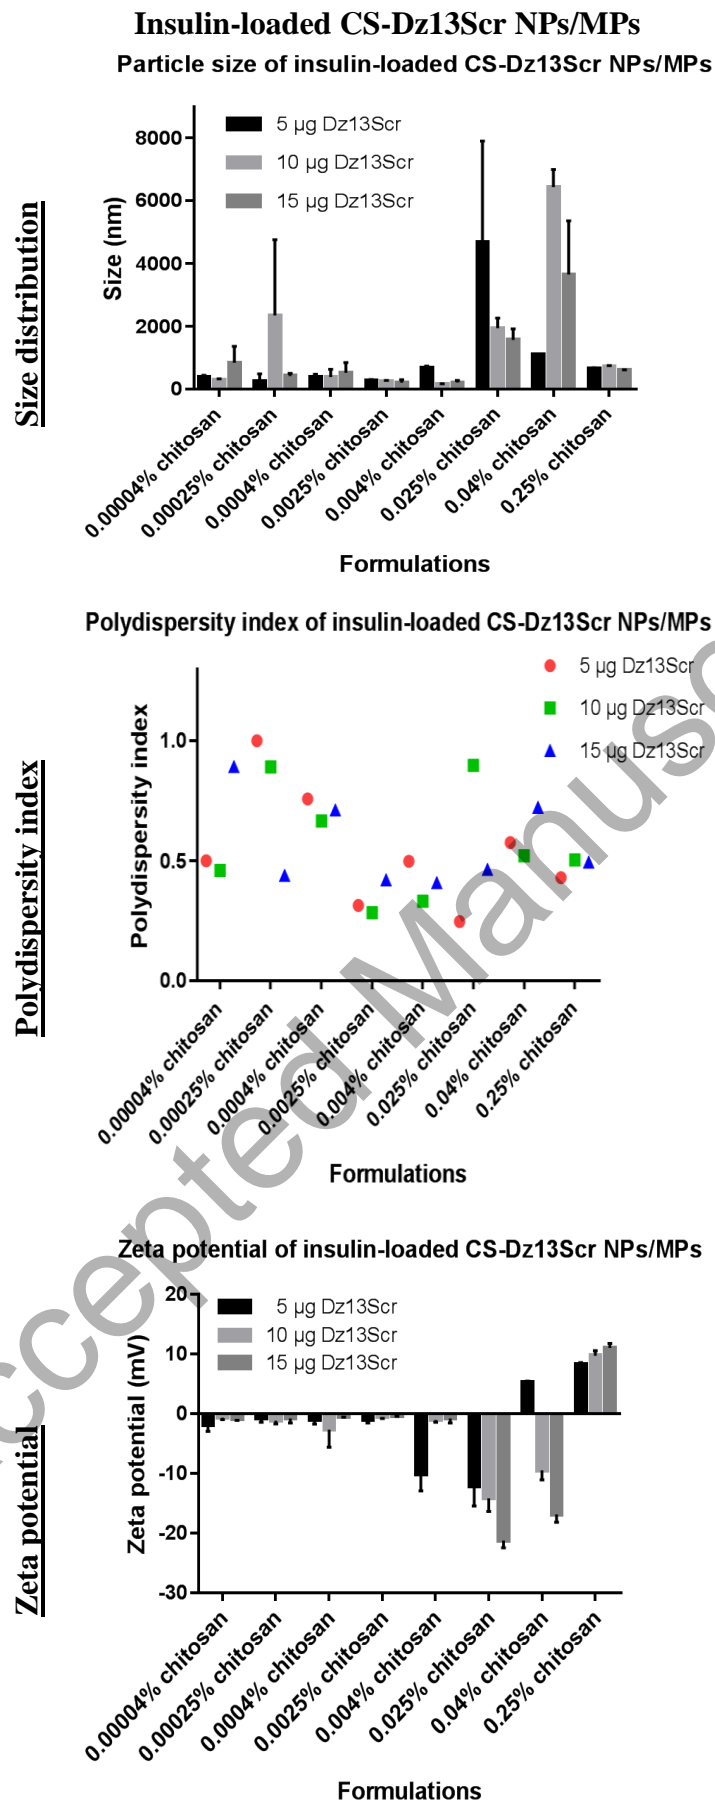 Insulin-loaded CS-Dz13Scr NPs/MPs
Particle size of insulin-loaded CS-Dz13Scr NPs/MPs
Size distribution
Size (nm)
8000
6000
4000
2000
0
5 µg Dz13Scr
10 µg Dz13Scr
15 µg Dz13Scr
0.00004% chitosan
0.00025% chitosan
0.0004% chitosan
0.0025% chitosan
0.004% chitosan
0.025% chitosan
0.04% chitosan
0.25% chitosan
Formulations
Polydispersity index of insulin-loaded CS-Dz13Scr NPs/MPs
Polydispersity index
Polydispersity index
1.0
0.5
0.0
5 µg Dz13Scr
10 µg Dz13Scr
15 µg Dz13Scr
0.00004% chitosan
0.00025% chitosan
0.0004% chitosan
0.0025% chitosan
0.004% chitosan
0.025% chitosan
0.04% chitosan
0.25% chitosan
Formulations
Zeta potential of insulin-loaded CS-Dz13Scr NPs/MPs
Zeta potential
Zeta potential (mV)
20
10
0
-10
-20
-30
5 µg Dz13Scr
10 µg Dz13Scr
15 µg Dz13Scr
0.00004% chitosan
0.00025% chitosan
0.0004% chitosan
0.0025% chitosan
0.004% chitosan
0.025% chitosan
0.04% chitosan
0.25% chitosan
Formulations
ccepted Manusc